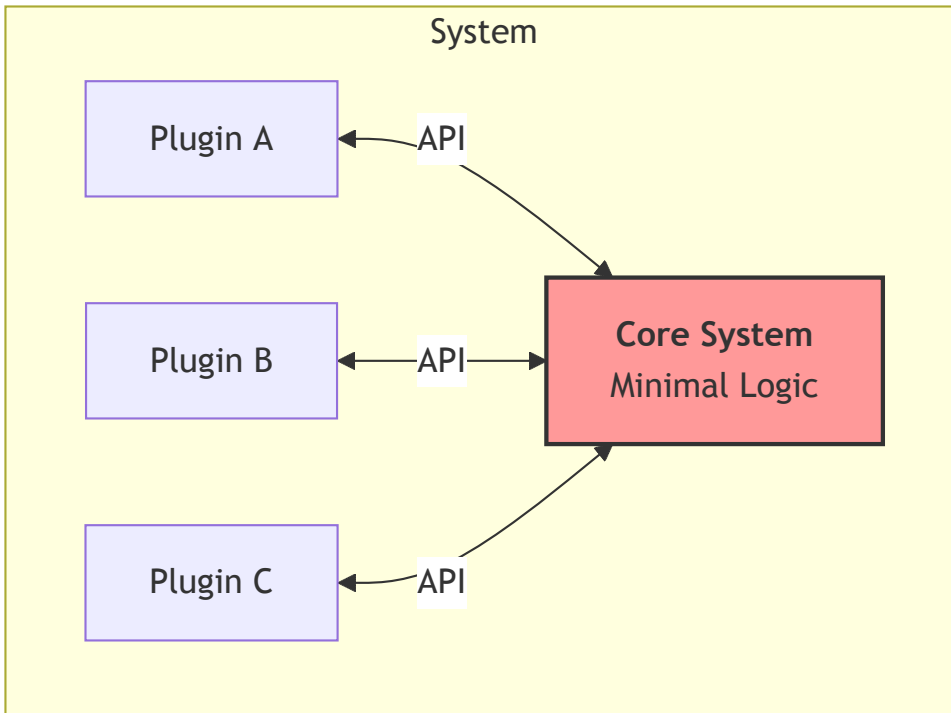 System
Plugin A
API
Plugin B
API
Core System
Minimal Logic
Plugin C
API